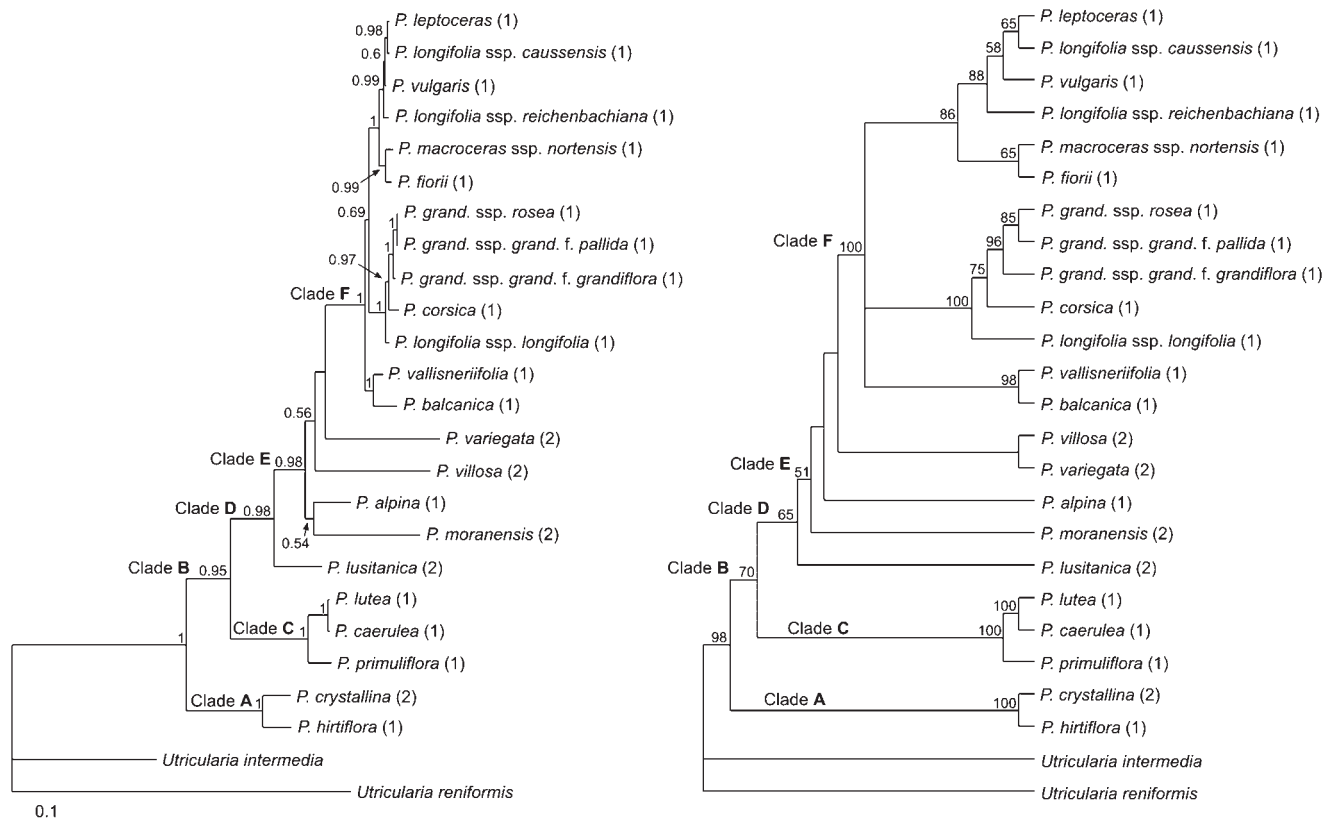 0.98
P. leptoceras (1)
0.6
P. longifolia ssp. caussensis (1)
0.99
P. vulgaris (1)
1
P. longifolia ssp. reichenbachiana (1)
P. macroceras ssp. nortensis (1)
0.99
P. fiorii (1)
0.69
1
P. grand. ssp. rosea (1)
1
P. grand. ssp. grand. f. pallida (1)
0.97
P. grand. ssp. grand. f. grandiflora (1)
Clade F 1
1
P. corsica (1)
P. longifolia ssp. longifolia (1)
1
P. vallisneriifolia (1)
P. balcanica (1)
0.56
P. variegata (2)
Clade E 0.98
P. villosa (2)
P. alpina (1)
Clade D 0.98
0.54
P. moranensis (2)
P. lusitanica (2)
Clade B 0.95
1
P. lutea (1)
Clade C 1
P. caerulea (1)
1
P. primuliflora (1)
Clade A 1
P. crystallina (2)
P. hirtiflora (1)
Utricularia intermedia
Utricularia reniformis
0.1
65
P. leptoceras (1)
58
P. longifolia ssp. caussensis (1)
88
P. vulgaris (1)
86
P. longifolia ssp. reichenbachiana (1)
65
P. macroceras ssp. nortensis (1)
P. fiorii (1)
85
P. grand. ssp. rosea (1)
Clade F 100
96
P. grand. ssp. grand. f. pallida (1)
75
P. grand. ssp. grand. f. grandiflora (1)
100
P. corsica (1)
P. longifolia ssp. longifolia (1)
98
P. vallisneriifolia (1)
P. balcanica (1)
P. villosa (2)
Clade E 51
P. variegata (2)
P. alpina (1)
Clade D 65
P. moranensis (2)
Clade B 70
P. lusitanica (2)
100
P. lutea (1)
Clade C 100
P. caerulea (1)
98
P. primuliflora (1)
Clade A 100
P. crystallina (2)
P. hirtiflora (1)
Utricularia intermedia
Utricularia reniformis